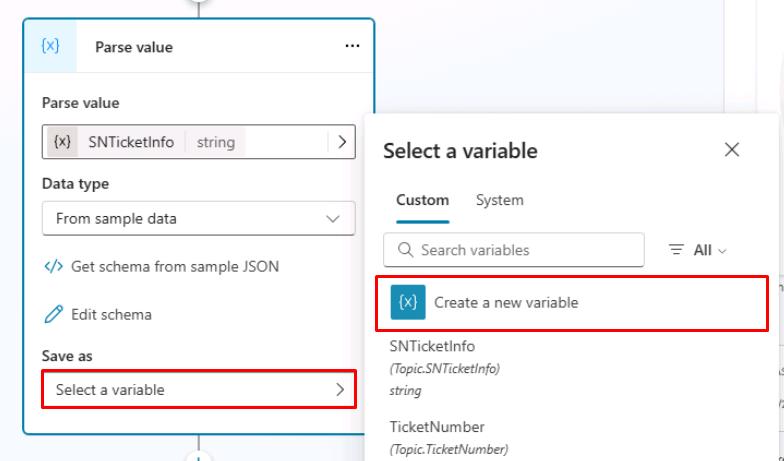 {x} Parse value ...
Parse value
{x} SNTicketInfo string
Data type
From sample data
</> Get schema from sample JSON
Edit schema
Save as
Select a variable
Select a variable
Custom System
Search variables All
{x} Create a new variable
SNTicketInfo
(Topic.SNTicketInfo)
string
TicketNumber
(Topic.TicketNumber)